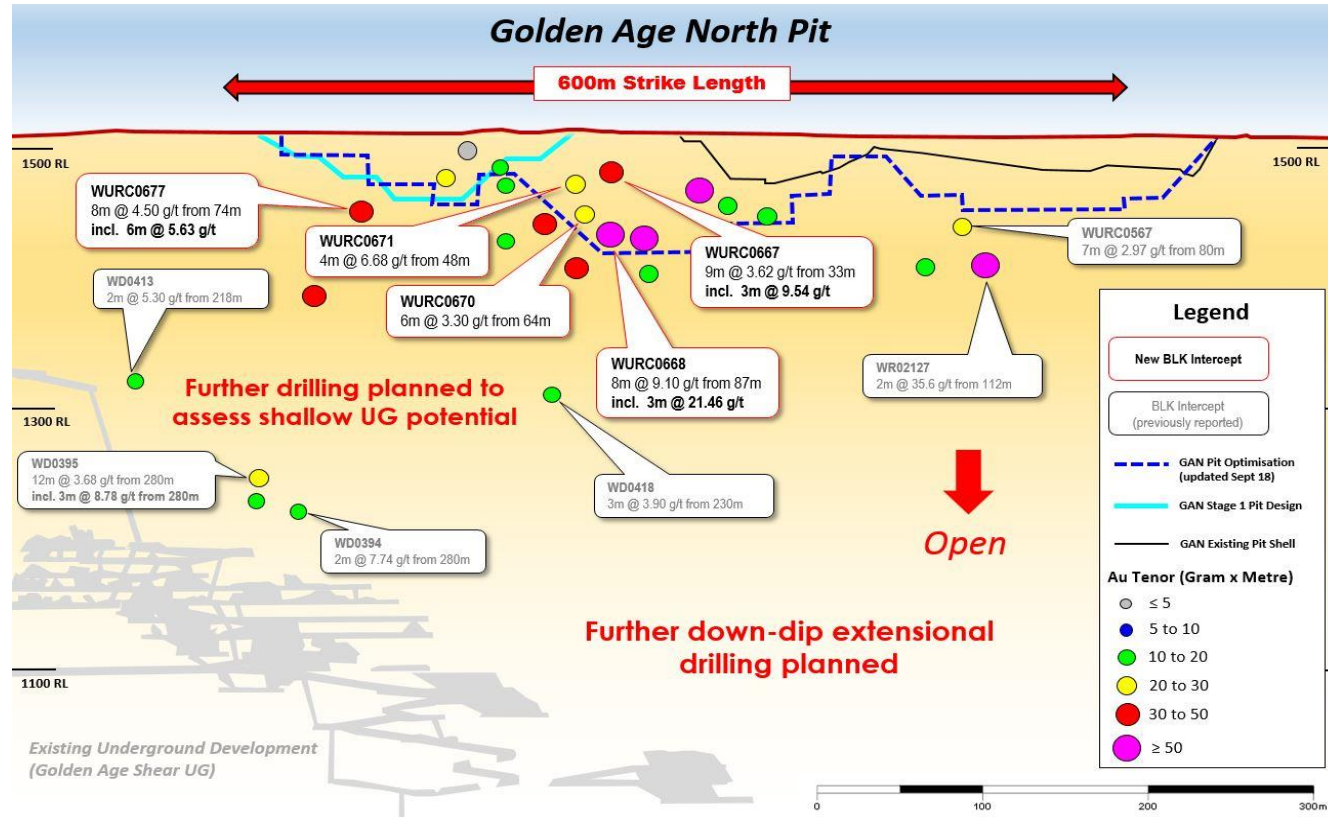 Golden Age North Pit
600m Strike Length
1500 RL
1500 RL
WURC0677
8m @ 4.50 g/t from 74m
incl. 6m @ 5.63 g/t
WURC0671
4m @ 6.68 g/t from 48m
WURC0670
6m @ 3.30 g/t from 64m
WURC0667
9m @ 3.62 g/t from 33m
incl. 3m @ 9.54 g/t
WURC0668
8m @ 9.10 g/t from 87m
incl. 3m @ 21.46 g/t
WURC0567
7m @ 2.97 g/t from 80m
WR02127
2m @ 35.6 g/t from 112m
WD0413
2m @ 5.30 g/t from 218m
Further drilling planned to
assess shallow UG potential
1300 RL
WD0395
12m @ 3.68 g/t from 280m
incl. 3m @ 8.78 g/t from 280m
WD0394
2m @ 7.74 g/t from 280m
WD0418
3m @ 3.90 g/t from 230m
Open
Further down-dip extensional
drilling planned
1100 RL
Existing Underground Development
(Golden Age Shear UG)
Legend
New BLK Intercept
BLK Intercept
(previously reported)
GAN Pit Optimisation
(updated Sept 18)
GAN Stage 1 Pit Design
GAN Existing Pit Shell
Au Tenor (Gram x Metre)
≤ 5
5 to 10
10 to 20
20 to 30
30 to 50
≥ 50
0 100 200 300m